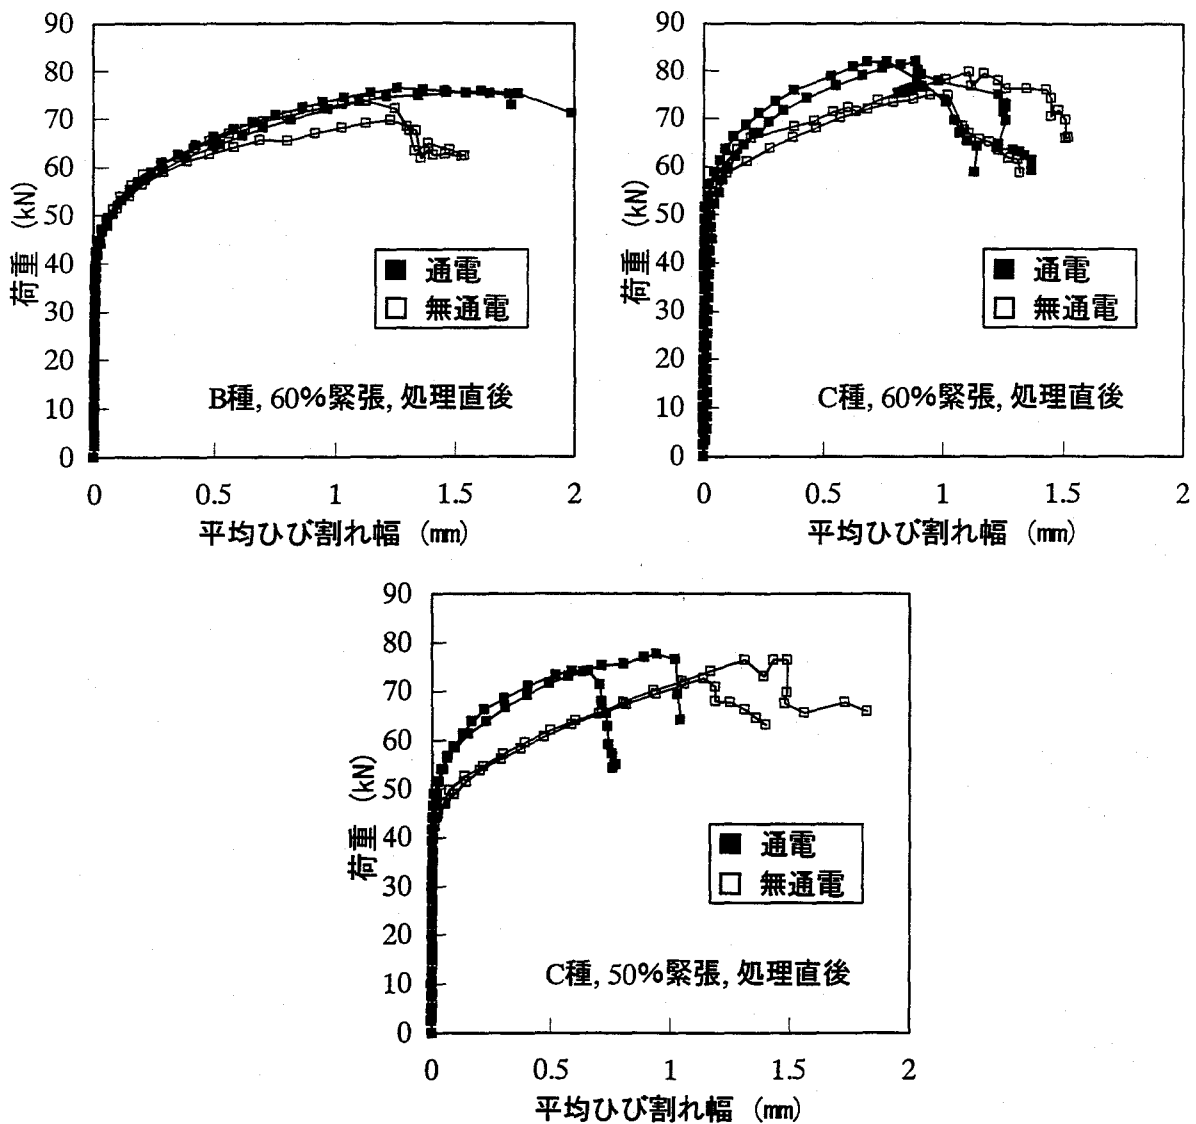 90
80
70
60
50
40
30
20
10
0
荷重 (kN)
■ 通電
□ 無通電
B種, 60%緊張, 処理直後
0 0.5 1 1.5 2
平均ひび割れ幅 (mm)
90
80
70
60
50
40
30
20
10
0
荷重 (kN)
■ 通電
□ 無通電
C種, 60%緊張, 処理直後
0 0.5 1 1.5 2
平均ひび割れ幅 (mm)
90
80
70
60
50
40
30
20
10
0
荷重 (kN)
■ 通電
□ 無通電
C種, 50%緊張, 処理直後
0 0.5 1 1.5 2
平均ひび割れ幅 (mm)